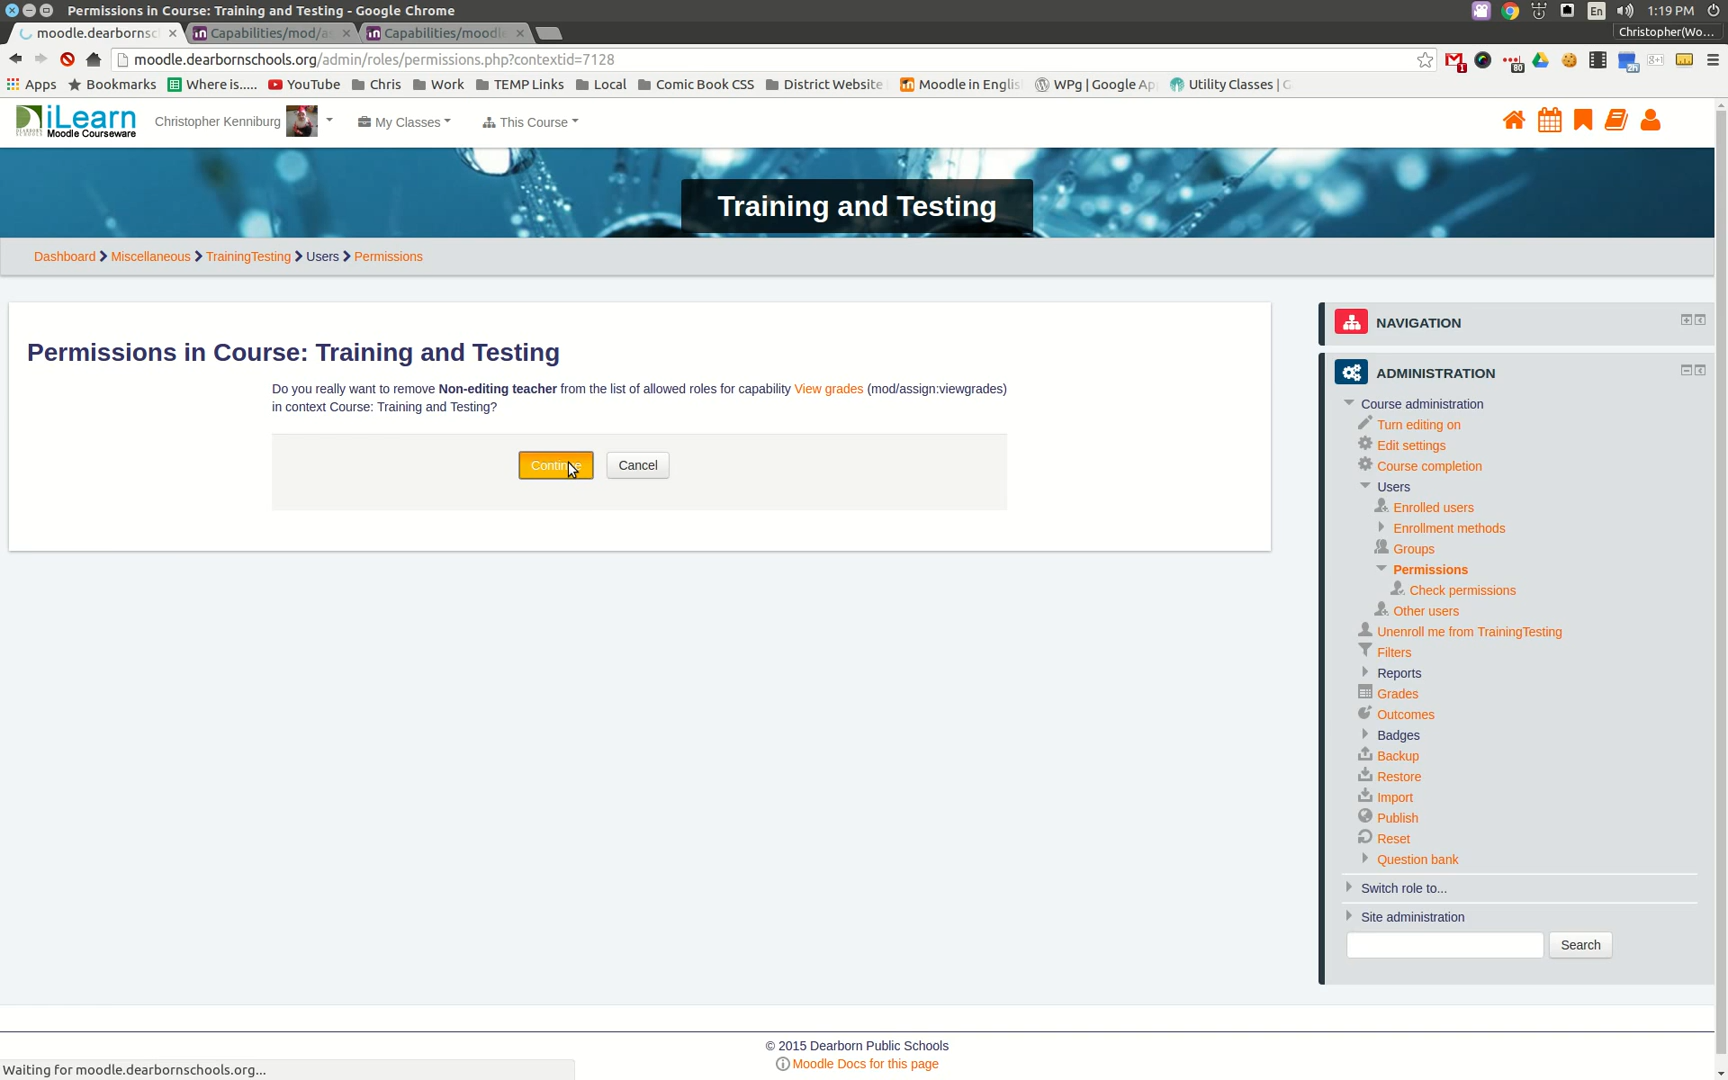 Permissions in Course: Training and Testing - Google Chrome
En
1:19 PM
moodle.dearbornsc
Capabilities/mod/as
Capabilities/moodle
Christopher(Wo...
moodle.dearbornschools.org/admin/roles/permissions.php?contextid=7128
Apps
Bookmarks
Where is.....
YouTube
Chris
Work
TEMP Links
Local
Comic Book CSS
District Website
Moodle in Englis
WPg | Google Ap
Utility Classes | G
iLearn
Moodle Courseware
Christopher Kenniburg
My Classes
This Course
Training and Testing
Dashboard
Miscellaneous
TrainingTesting
Users
Permissions
Permissions in Course: Training and Testing
Do you really want to remove Non-editing teacher from the list of allowed roles for capability View grades (mod/assign:viewgrades)
in context Course: Training and Testing?
Continue
Cancel
NAVIGATION
ADMINISTRATION
Course administration
Turn editing on
Edit settings
Course completion
Users
Enrolled users
Enrollment methods
Groups
Permissions
Check permissions
Other users
Unenroll me from TrainingTesting
Filters
Reports
Grades
Outcomes
Badges
Backup
Restore
Import
Publish
Reset
Question bank
Switch role to...
Site administration
Search
© 2015 Dearborn Public Schools
Moodle Docs for this page
Waiting for moodle.dearbornschools.org...